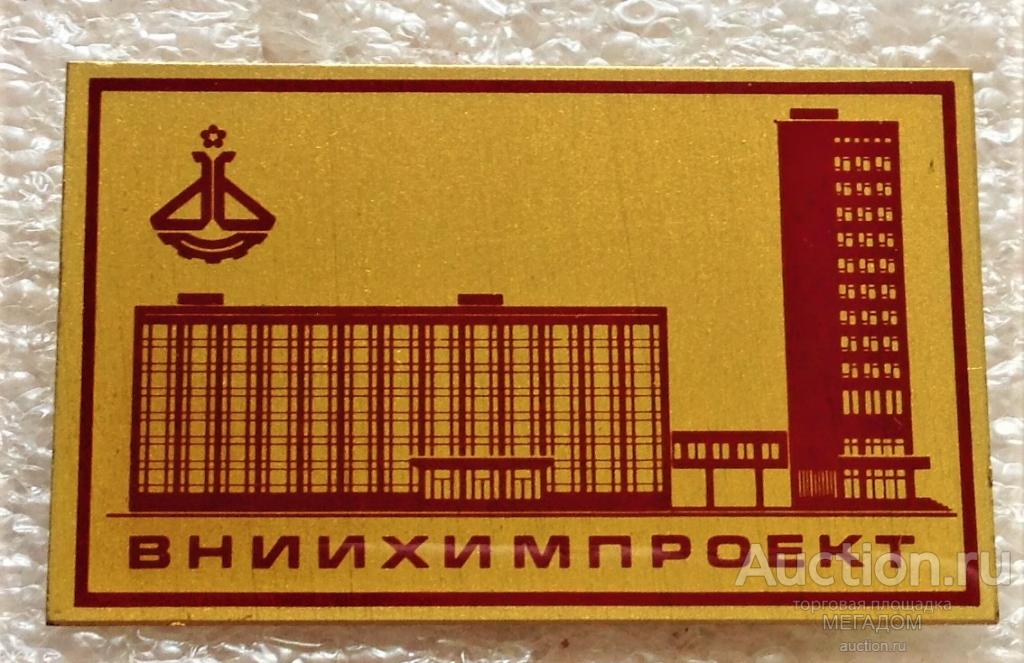 ВНИИХИМПРОЕКТ
Auction.ru
торговая площадка
МЕГАДОМ
auction.ru